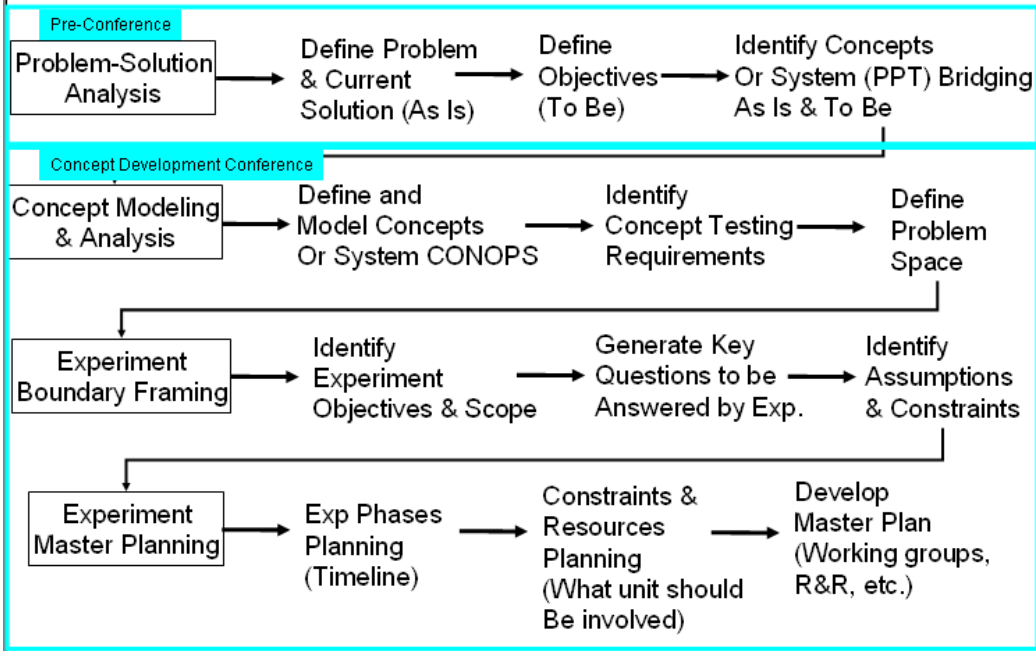 Pre-Conference
Problem-Solution
Analysis
Define Problem
& Current
Solution (As Is)
Define
Objectives
(To Be)
Identify Concepts
Or System (PPT) Bridging
As Is & To Be
Concept Development Conference
Concept Modeling
& Analysis
Define and
Model Concepts
Or System CONOPS
Identify
Concept Testing
Requirements
Define
Problem
Space
Experiment
Boundary Framing
Identify
Experiment
Objectives & Scope
Generate Key
Questions to be
Answered by Exp.
Identify
Assumptions
& Constraints
Experiment
Master Planning
Exp Phases
Planning
(Timeline)
Constraints &
Resources
Planning
(What unit should
Be involved)
Develop
Master Plan
(Working groups,
R&R, etc.)